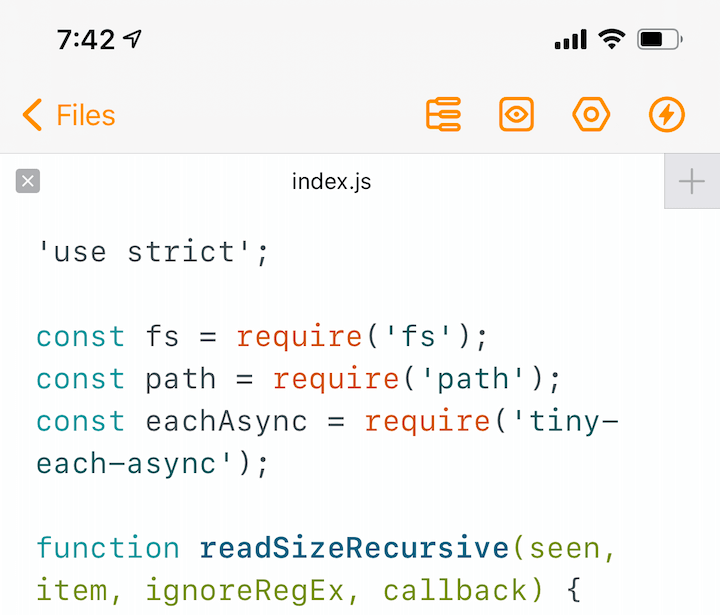 7:42
Files
index.js
'use strict';
const fs = require('fs');
const path = require('path');
const eachAsync = require('tiny-
each-async');
function readSizeRecursive(seen,
item, ignoreRegEx, callback) {